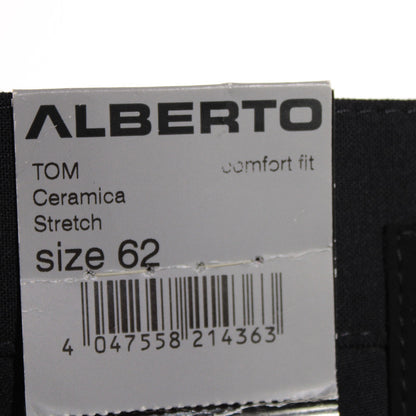 ALBERTO
TOM comfort fit
Ceramica
Stretch
size 62
4 047558 214363